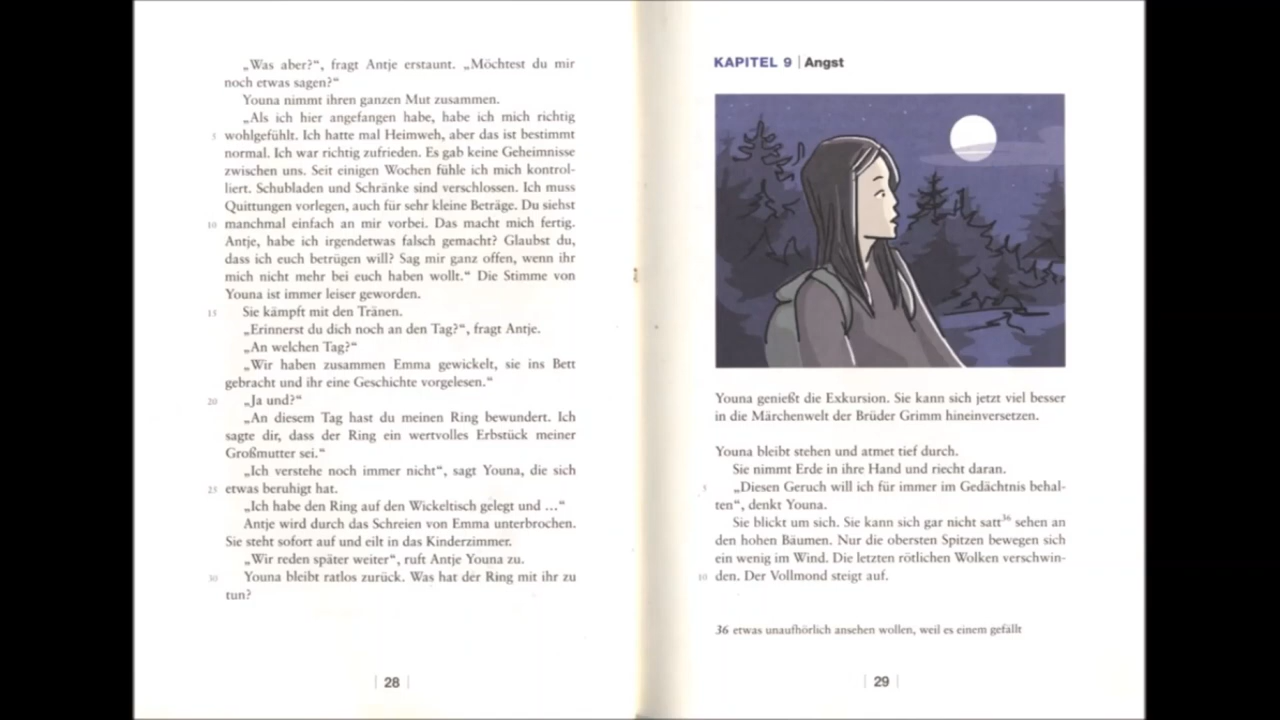 „Was aber?“, fragt Antje erstaunt. „Möchtest du mir
noch etwas sagen?“
Youna nimmt ihren ganzen Mut zusammen.
„Als ich hier angefangen habe, habe ich mich richtig
5 wohlgefühlt. Ich hatte mal Heimweh, aber das ist bestimmt
normal. Ich war richtig zufrieden. Es gab keine Geheimnisse
zwischen uns. Seit einigen Wochen fühle ich mich kontrol-
liert. Schubladen und Schränke sind verschlossen. Ich muss
Quittungen vorlegen, auch für sehr kleine Beträge. Du siehst
10 manchmal einfach an mir vorbei. Das macht mich fertig.
Antje, habe ich irgendetwas falsch gemacht? Glaubst du,
dass ich euch betrügen will? Sag mir ganz offen, wenn ihr
mich nicht mehr bei euch haben wollt.“ Die Stimme von
Youna ist immer leiser geworden.
15 Sie kämpft mit den Tränen.
„Erinnerst du dich noch an den Tag?“, fragt Antje.
„An welchen Tag?“
„Wir haben zusammen Emma gewickelt, sie ins Bett
gebracht und ihr eine Geschichte vorgelesen.“
20 „Ja und?“
„An diesem Tag hast du meinen Ring bewundert. Ich
sagte dir, dass der Ring ein wertvolles Erbstück meiner
Großmutter sei.“
„Ich verstehe noch immer nicht“, sagt Youna, die sich
25 etwas beruhigt hat.
„Ich habe den Ring auf den Wickeltisch gelegt und ...“
Antje wird durch das Schreien von Emma unterbrochen.
Sie steht sofort auf und eilt in das Kinderzimmer.
„Wir reden später weiter“, ruft Antje Youna zu.
30 Youna bleibt ratlos zurück. Was hat der Ring mit ihr zu
tun?
| 28 |
KAPITEL 9 | Angst
Youna genießt die Exkursion. Sie kann sich jetzt viel besser
in die Märchenwelt der Brüder Grimm hineinversetzen.
Youna bleibt stehen und atmet tief durch.
Sie nimmt Erde in ihre Hand und riecht daran.
5 „Diesen Geruch will ich für immer im Gedächtnis behal-
ten“, denkt Youna.
Sie blickt um sich. Sie kann sich gar nicht satt³⁶ sehen an
den hohen Bäumen. Nur die obersten Spitzen bewegen sich
ein wenig im Wind. Die letzten rötlichen Wolken verschwin-
10 den. Der Vollmond steigt auf.
36 etwas unaufhörlich ansehen wollen, weil es einem gefällt
| 29 |